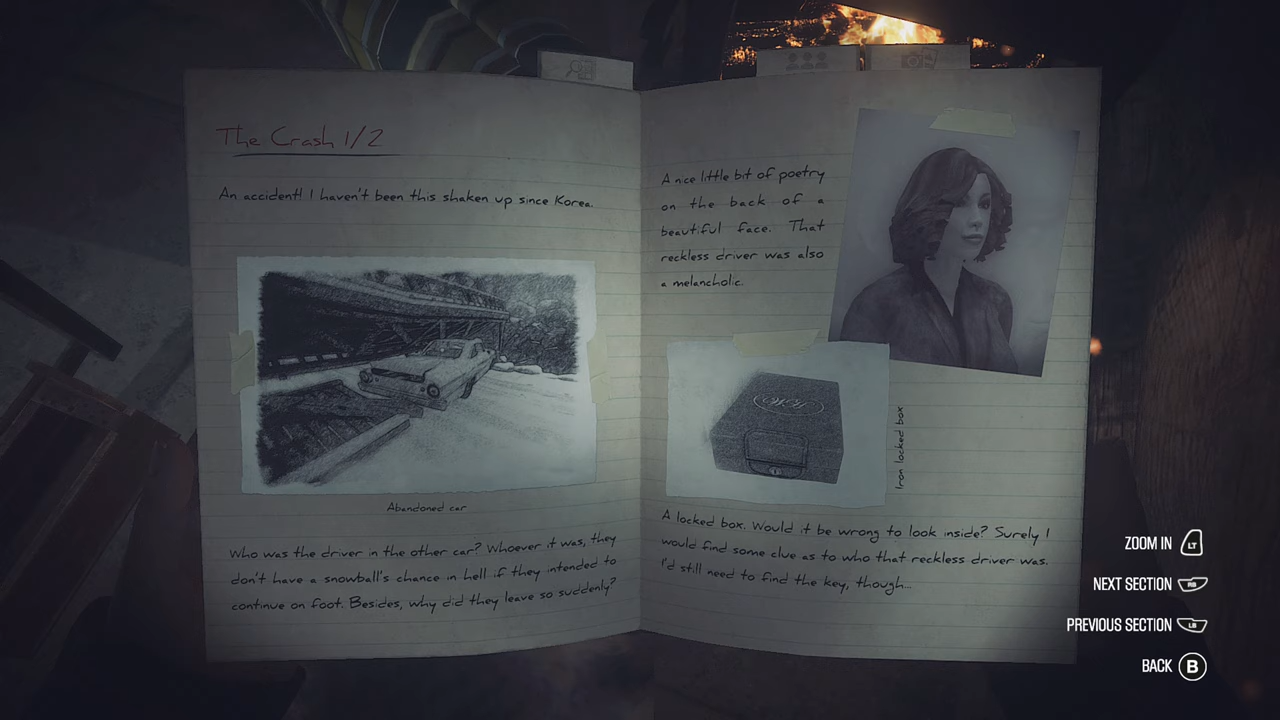 The Crash 1/2
An accident! I haven't been this shaken up since Korea.
Abandoned car
Who was the driver in the other car? Whoever it was, they
don't have a snowball's chance in hell if they intended to
continue on foot. Besides, why did they leave so suddenly?
A nice little bit of poetry
on the back of a
beautiful face. That
reckless driver was also
a melancholic.
Iron locked box
A locked box. Would it be wrong to look inside? Surely I
would find some clue as to who that reckless driver was.
I'd still need to find the key, though...
ZOOM IN LT
NEXT SECTION RB
PREVIOUS SECTION LB
BACK B